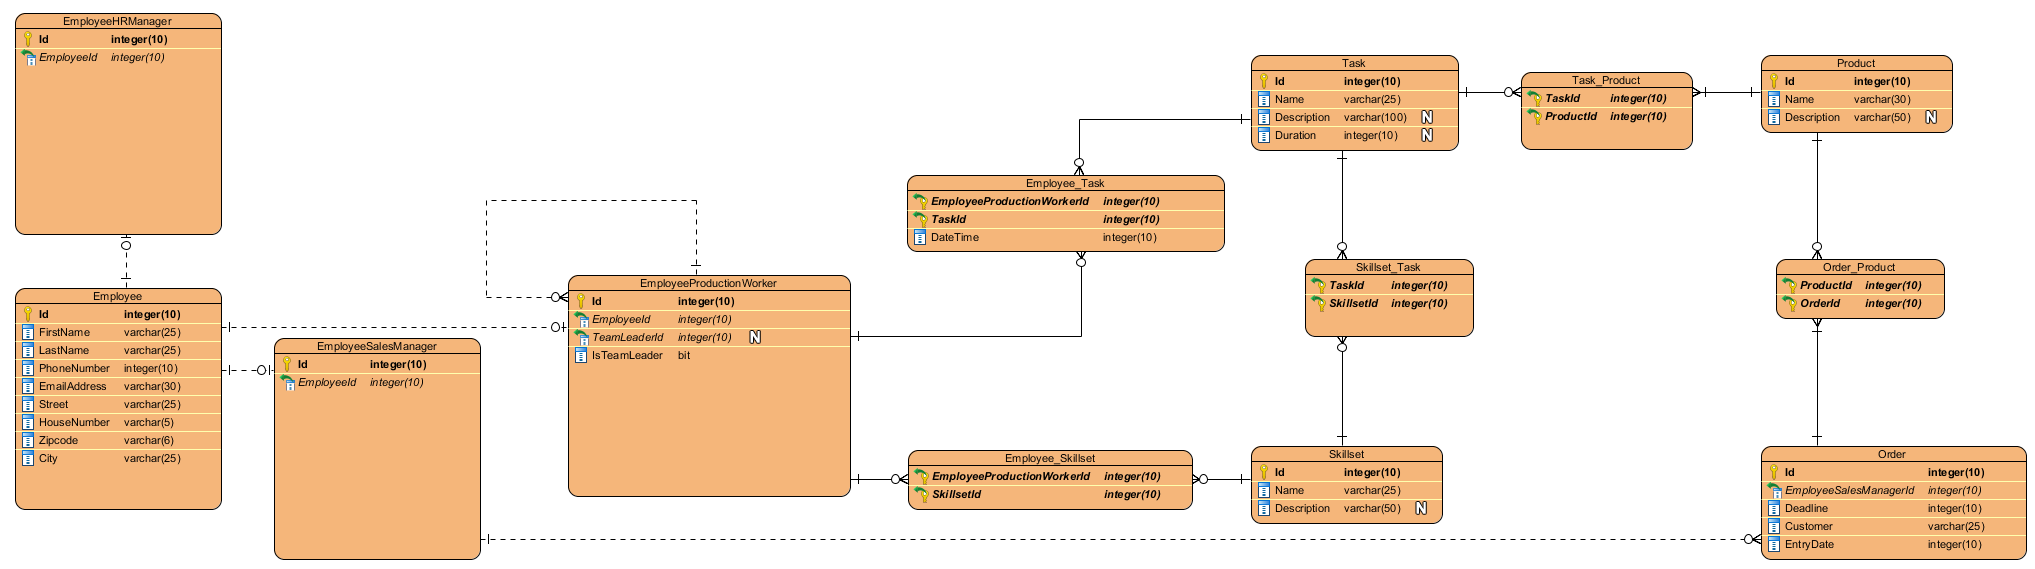 EmployeeHRManager
Id integer(10)
EmployeeId integer(10)
Employee
Id integer(10)
FirstName varchar(25)
LastName varchar(25)
PhoneNumber integer(10)
EmailAddress varchar(30)
Street varchar(25)
HouseNumber varchar(5)
Zipcode varchar(6)
City varchar(25)
EmployeeSalesManager
Id integer(10)
EmployeeId integer(10)
EmployeeProductionWorker
Id integer(10)
EmployeeId integer(10)
TeamLeaderId integer(10) N
IsTeamLeader bit
Employee_Task
EmployeeProductionWorkerId integer(10)
TaskId integer(10)
DateTime integer(10)
Employee_Skillset
EmployeeProductionWorkerId integer(10)
SkillsetId integer(10)
Task
Id integer(10)
Name varchar(25)
Description varchar(100) N
Duration integer(10) N
Skillset_Task
TaskId integer(10)
SkillsetId integer(10)
Skillset
Id integer(10)
Name varchar(25)
Description varchar(50) N
Task_Product
TaskId integer(10)
ProductId integer(10)
Product
Id integer(10)
Name varchar(30)
Description varchar(50) N
Order_Product
ProductId integer(10)
OrderId integer(10)
Order
Id integer(10)
EmployeeSalesManagerId integer(10)
Deadline integer(10)
Customer varchar(25)
EntryDate integer(10)